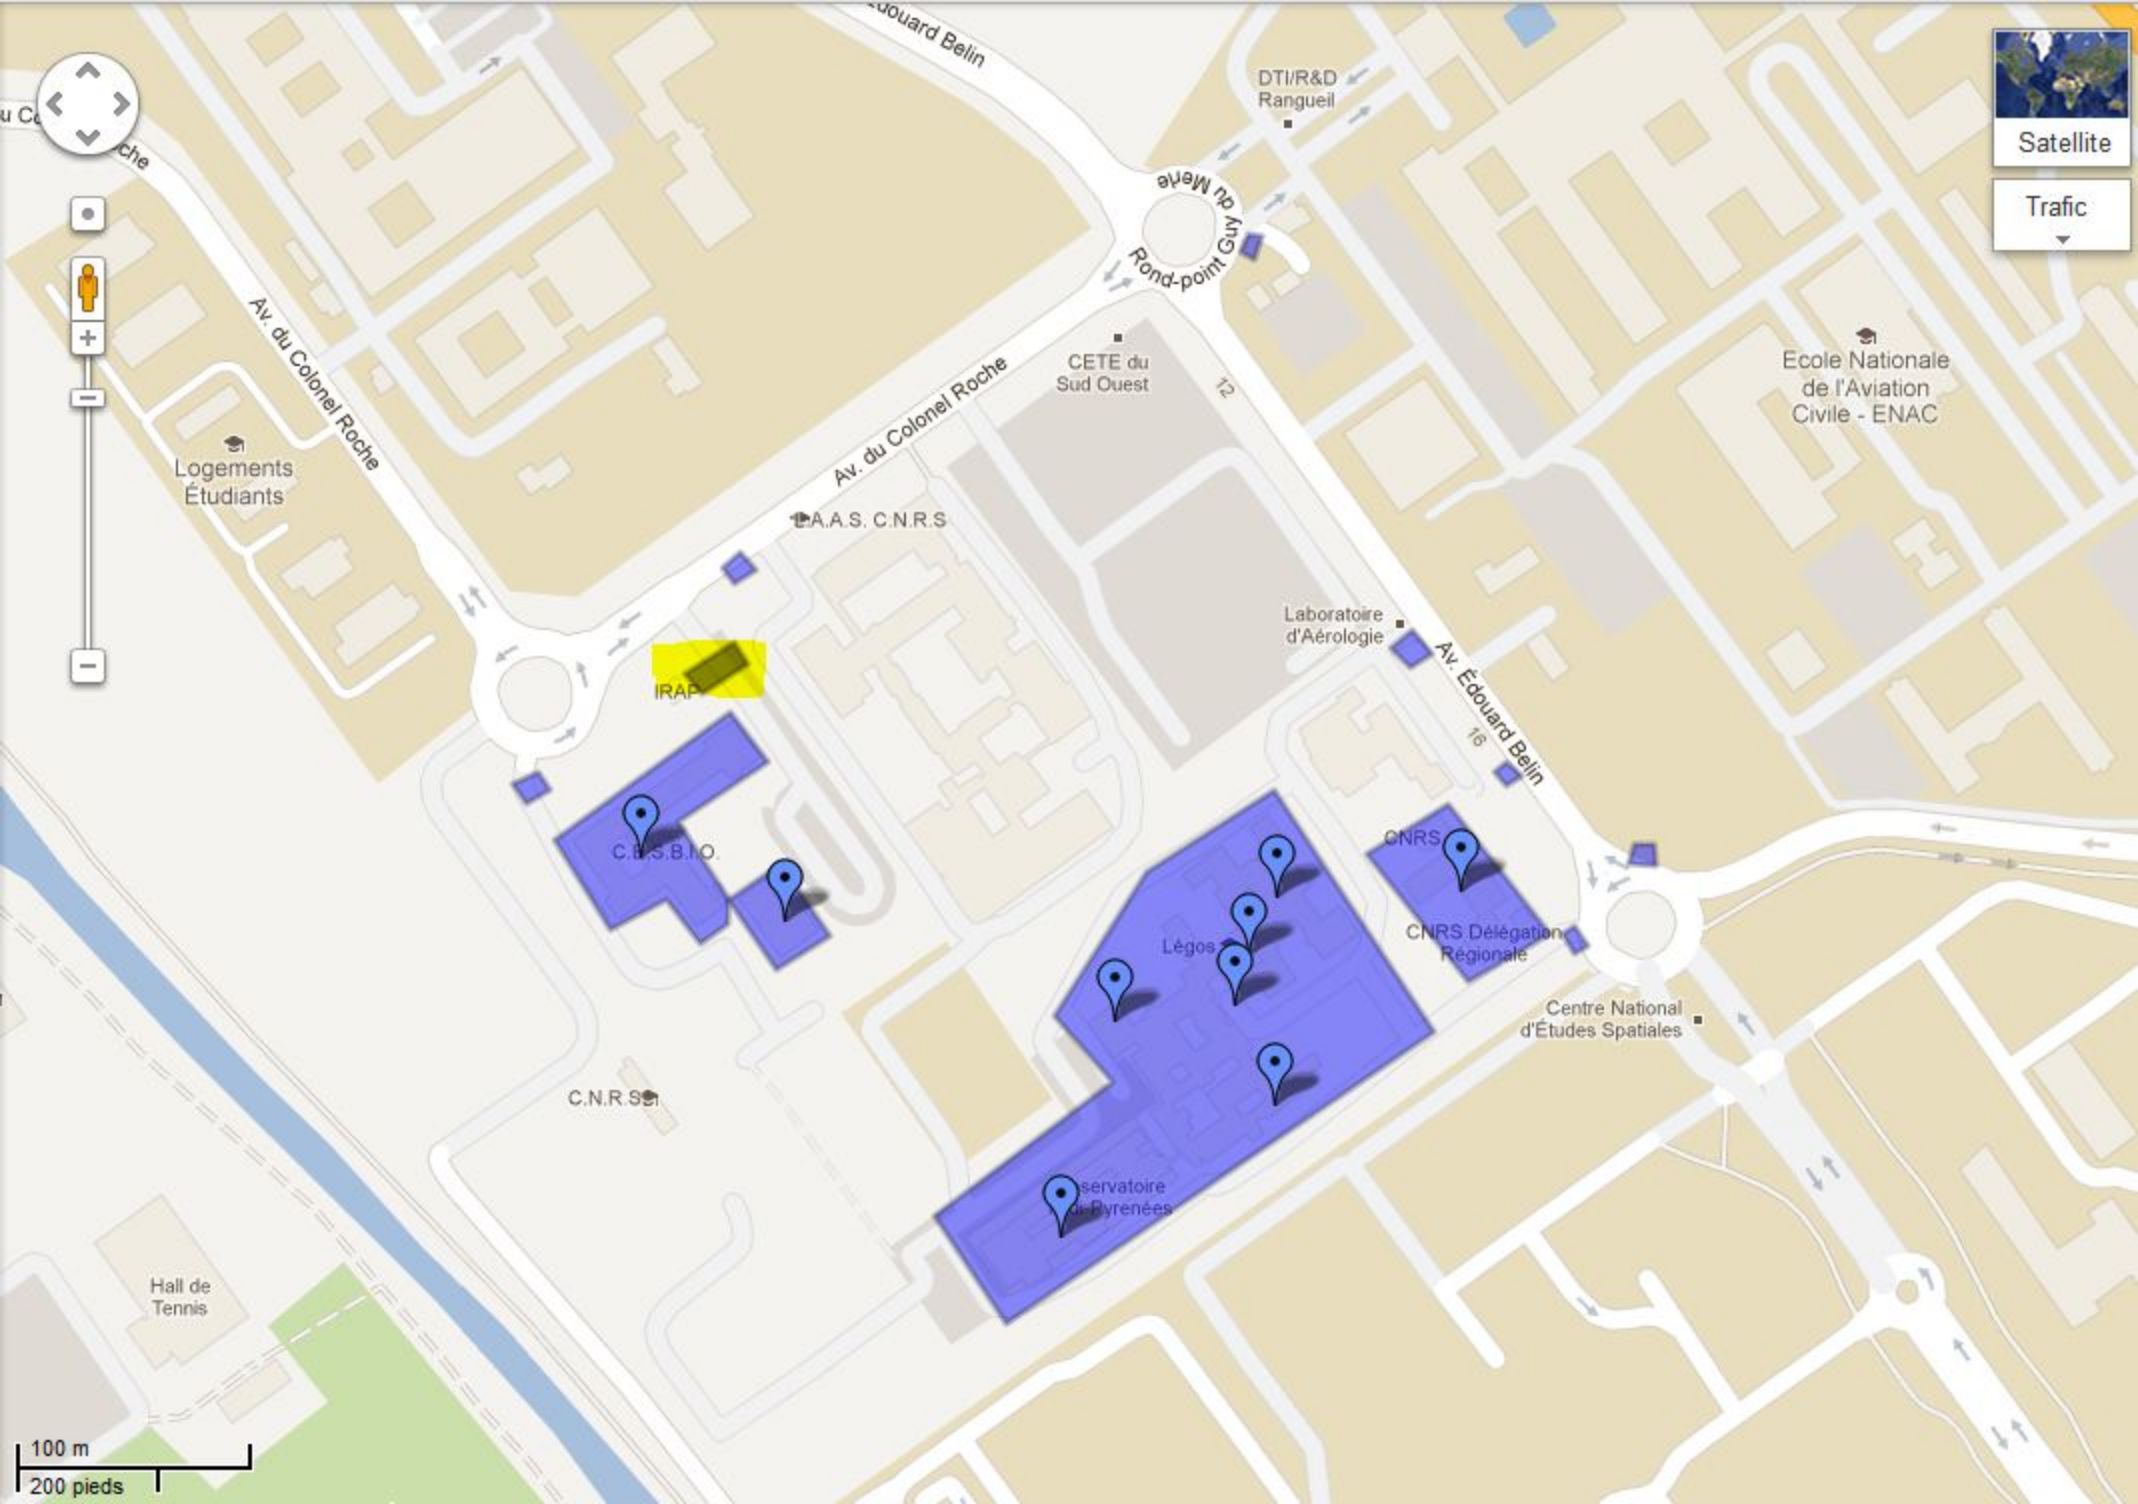 Édouard Belin
DTI/R&D
Rangueil
Satellite
Trafic
Rond-point Guy du Merle
Av. du Colonel Roche
CETE du
Sud Ouest
12
Ecole Nationale
de l'Aviation
Civile - ENAC
Av. du Colonel Roche
Logements
Étudiants
L.A.A.S. C.N.R.S
Laboratoire
d'Aérologie
Av. Édouard Belin
IRAP
16
C.E.S.B.I.O.
CNRS
Légos
CNRS Délégation
Régionale
Centre National
d'Études Spatiales
C.N.R.S
servatoire
Pyrenées
Hall de
Tennis
100 m
200 pieds